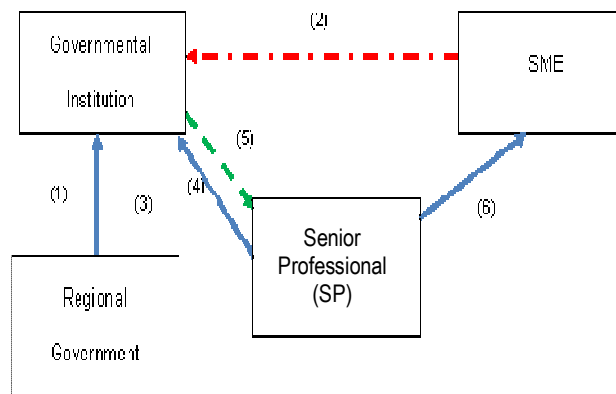 (2)
Governmental
Institution
SME
(5)
(1)
(3)
(4)
(6)
Senior
Professional
(SP)
Regional
Government